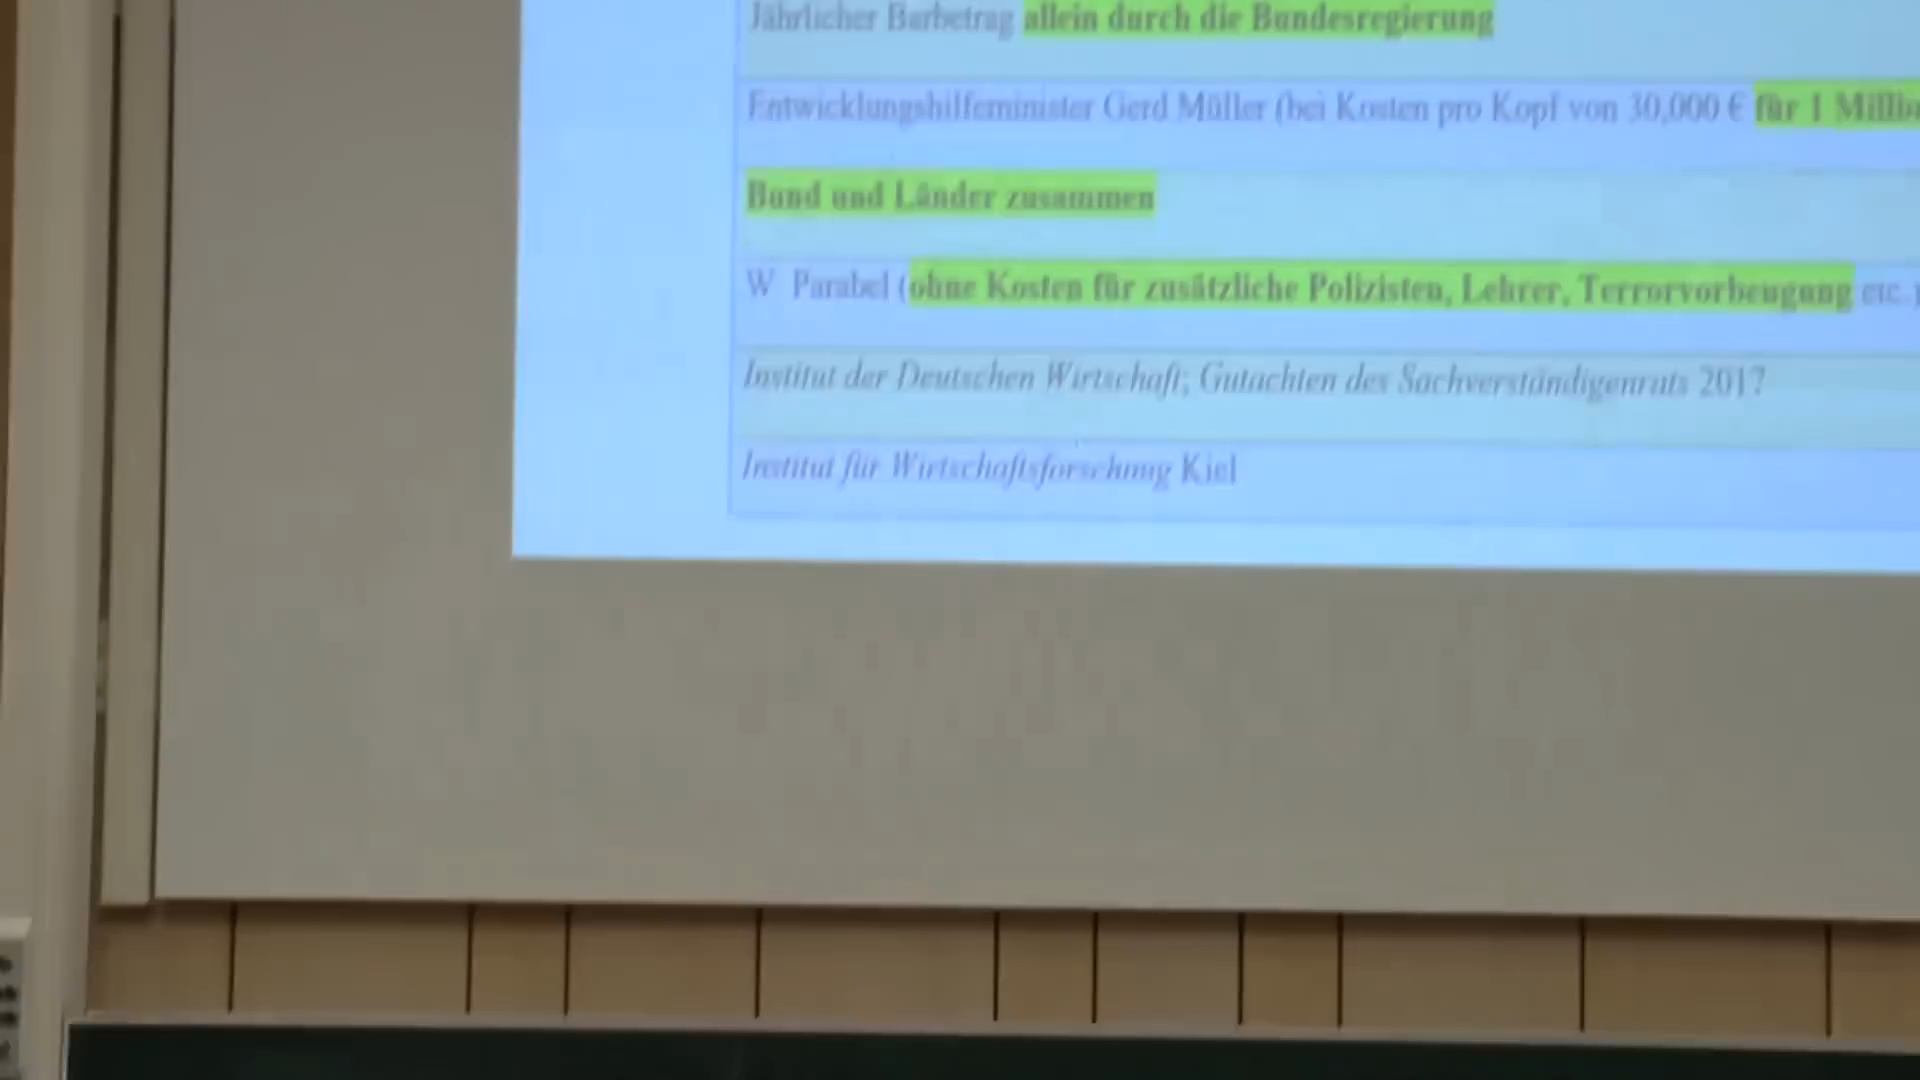 Jährlicher Barbetrag allein durch die Bundesregierung
Entwicklungshilfeminister Gerd Müller (bei Kosten pro Kopf von 30,000 € für 1 Millio
Bund und Länder zusammen
W Parabel (ohne Kosten für zusätzliche Polizisten, Lehrer, Terrorvorbeugung etc.)
Institut der Deutschen Wirtschaft; Gutachten des Sachverständigenrats 2017
Institut für Wirtschaftsforschung Kiel